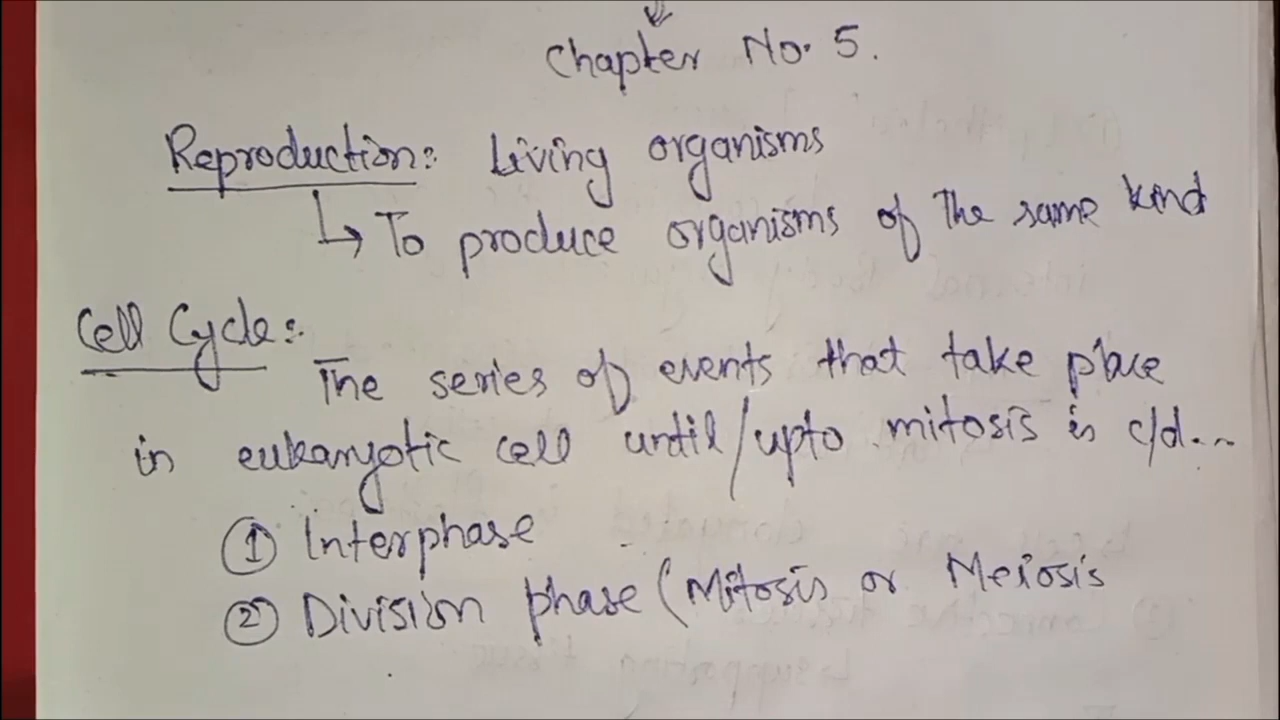 Chapter No. 5.
Reproduction: Living organisms
↳ To produce organisms of the same kind
Cell Cycle:
The series of events that take place
in eukaryotic cell until/upto mitosis is c/d...
① Interphase
② Division phase (Mitosis or Meiosis